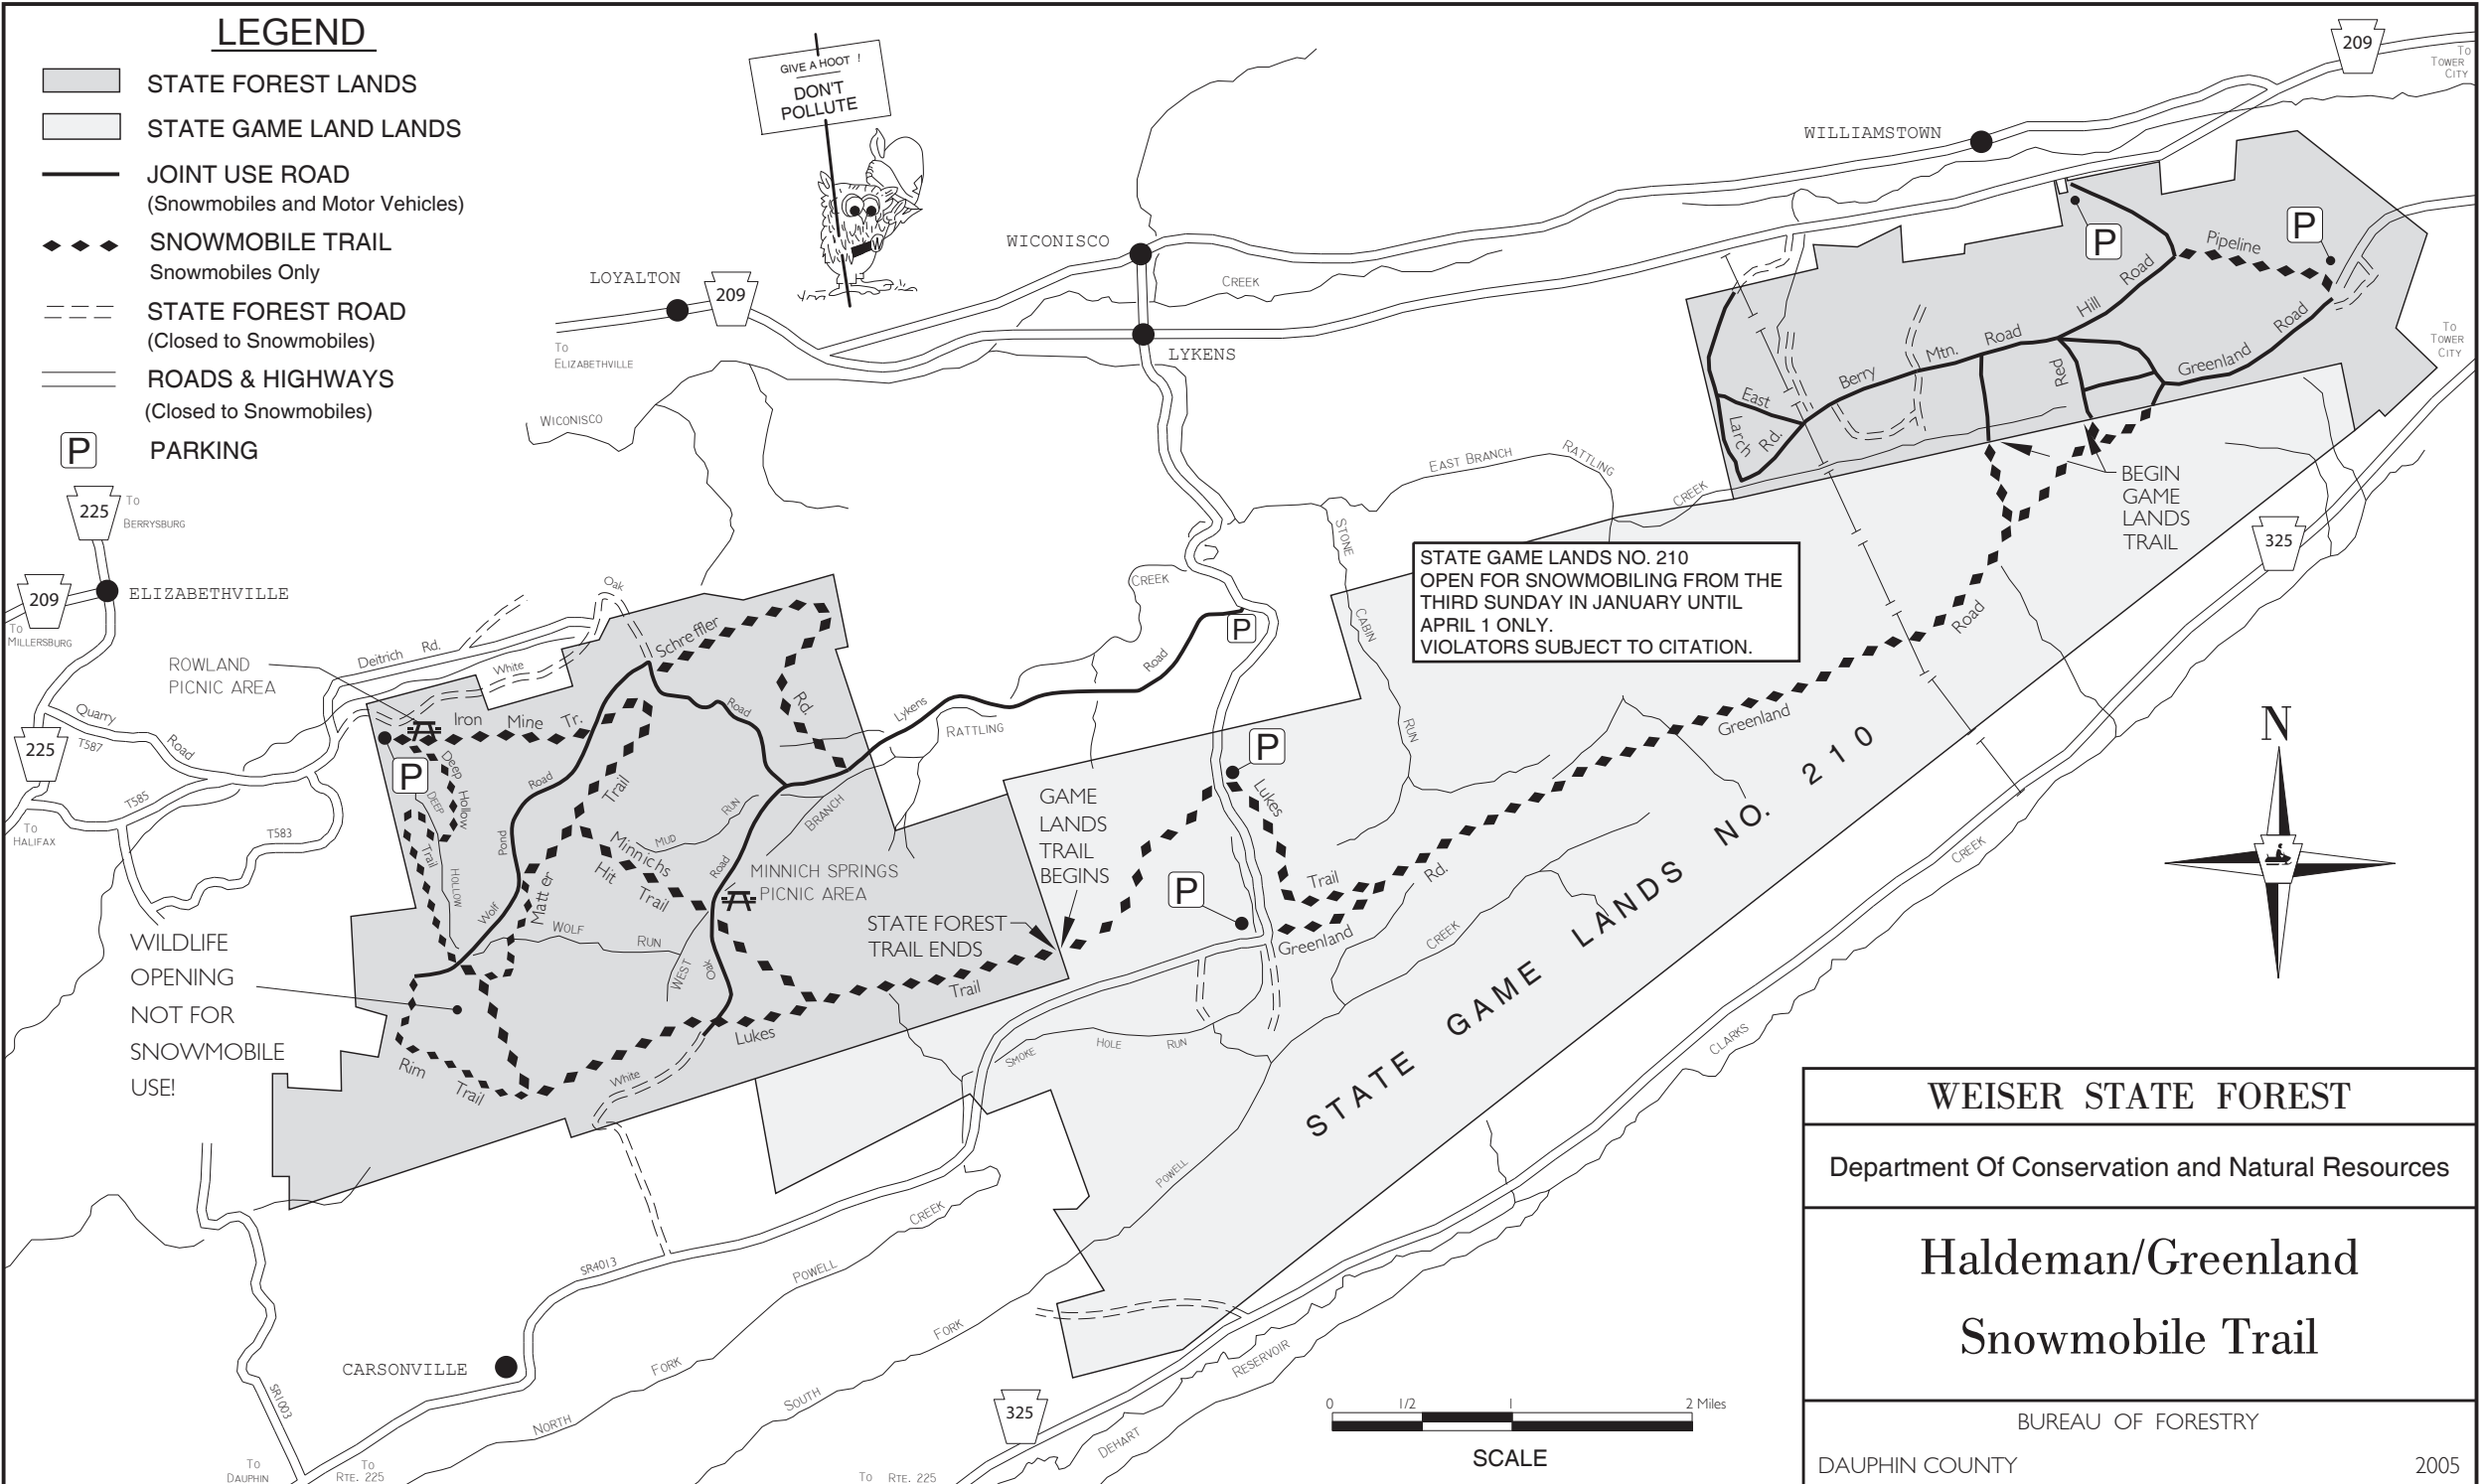 LEGEND
STATE FOREST LANDS
STATE GAME LAND LANDS
JOINT USE ROAD
(Snowmobiles and Motor Vehicles)
SNOWMOBILE TRAIL
Snowmobiles Only
STATE FOREST ROAD
(Closed to Snowmobiles)
ROADS & HIGHWAYS
(Closed to Snowmobiles)
P
PARKING
GIVE A HOOT !
DON'T
POLLUTE
W
209
To
TOWER
CITY
WILLIAMSTOWN
WICONISCO
CREEK
LOYALTON
209
To
ELIZABETHVILLE
LYKENS
WICONISCO
P
P
Pipeline
Hill
Road
Berry
Mtn.
Road
Red
Greenland
Road
To
TOWER
CITY
East
Larch
Rd.
EAST BRANCH
RATTLING
CREEK
BEGIN
GAME
LANDS
TRAIL
325
225
To
BERRYSBURG
209
ELIZABETHVILLE
To
MILLERSBURG
225
Quarry
Road
T587
T585
T583
To
HALIFAX
ROWLAND
PICNIC AREA
Deitrich Rd.
White
Oak
Schreffler
Rd.
Road
Iron Mine Tr.
P
Deep
Hollow
Trail
DEEP
HOLLOW
Wolf
Pond
Road
Matter
Trail
Minnichs
Hit
Trail
MUD
RUN
WOLF
RUN
WEST
BRANCH
RATTLING
CREEK
Lykens
Road
P
Oak
Road
MINNICH SPRINGS
PICNIC AREA
STATE FOREST
TRAIL ENDS
GAME
LANDS
TRAIL
BEGINS
STONE
CABIN
RUN
STATE GAME LANDS NO. 210
OPEN FOR SNOWMOBILING FROM THE
THIRD SUNDAY IN JANUARY UNTIL
APRIL 1 ONLY.
VIOLATORS SUBJECT TO CITATION.
P
Lukes
Trail
P
Greenland
Rd.
Greenland
Road
STATE GAME LANDS NO. 210
CREEK
POWELL
WILDLIFE
OPENING
NOT FOR
SNOWMOBILE
USE!
Rim
Trail
White
Lukes
Trail
SMOKE
HOLE
RUN
N
CREEK
CLARKS
SR4013
CREEK
POWELL
FORK
NORTH
FORK
SOUTH
CARSONVILLE
SR1003
To
DAUPHIN
To
RTE. 225
To RTE. 225
325
DEHART
RESERVOIR
0 1/2 1 2 Miles
SCALE
WEISER STATE FOREST
Department Of Conservation and Natural Resources
Haldeman/Greenland
Snowmobile Trail
BUREAU OF FORESTRY
DAUPHIN COUNTY
2005